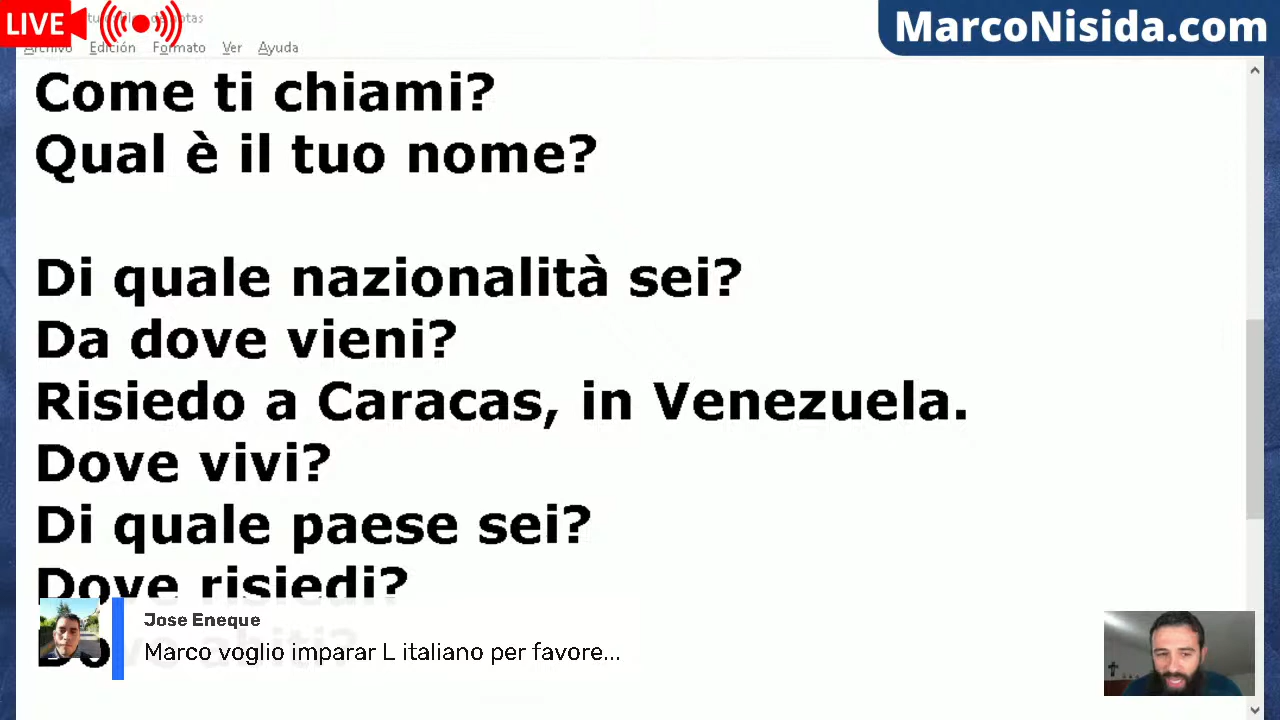 LIVE
MarcoNisida.com
Archivo Edición Formato Ver Ayuda
Come ti chiami?
Qual è il tuo nome?
Di quale nazionalità sei?
Da dove vieni?
Risiedo a Caracas, in Venezuela.
Dove vivi?
Di quale paese sei?
Dove risiedi?
Dove abiti?
Jose Eneque
Marco voglio imparar L italiano per favore...